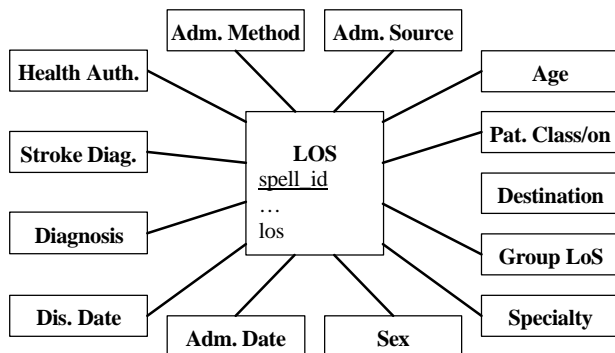 Adm. Method
Adm. Source
Health Auth.
Age
Stroke Diag.
Pat. Class/on
LOS
spell_id
…
los
Destination
Diagnosis
Group LoS
Dis. Date
Specialty
Adm. Date
Sex